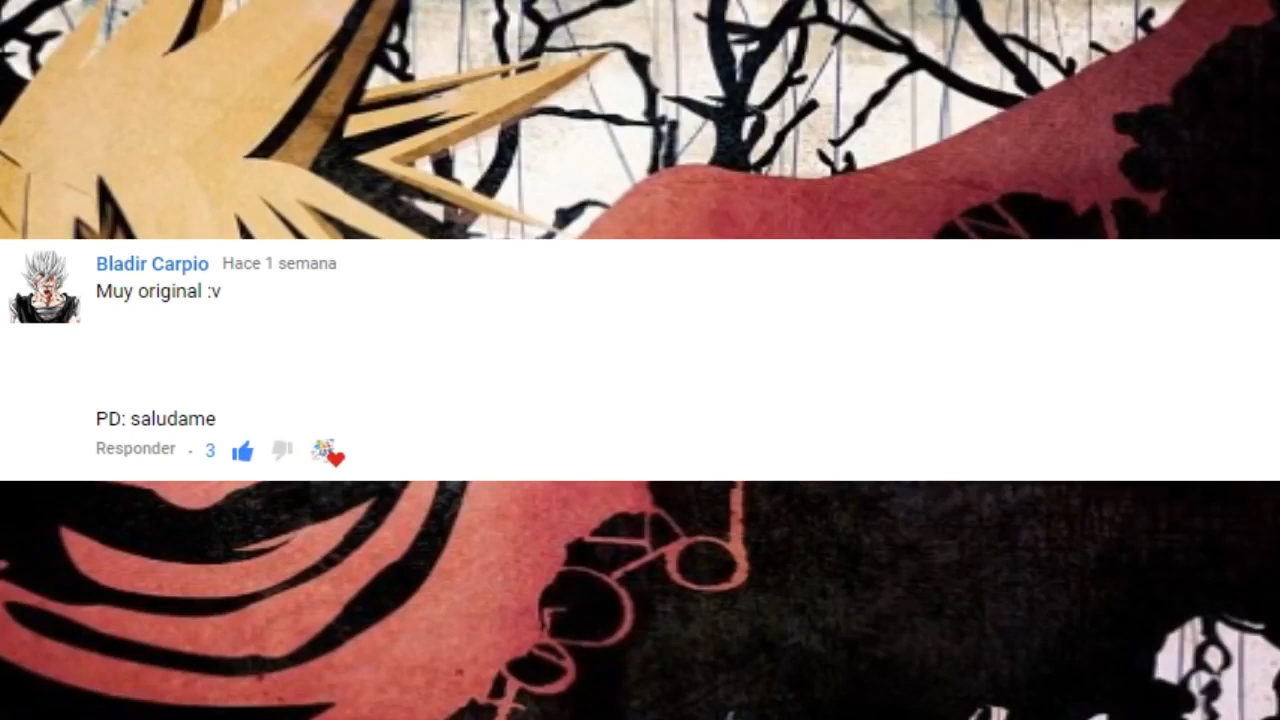 Bladir Carpio Hace 1 semana
Muy original :v
PD: saludame
Responder . 3